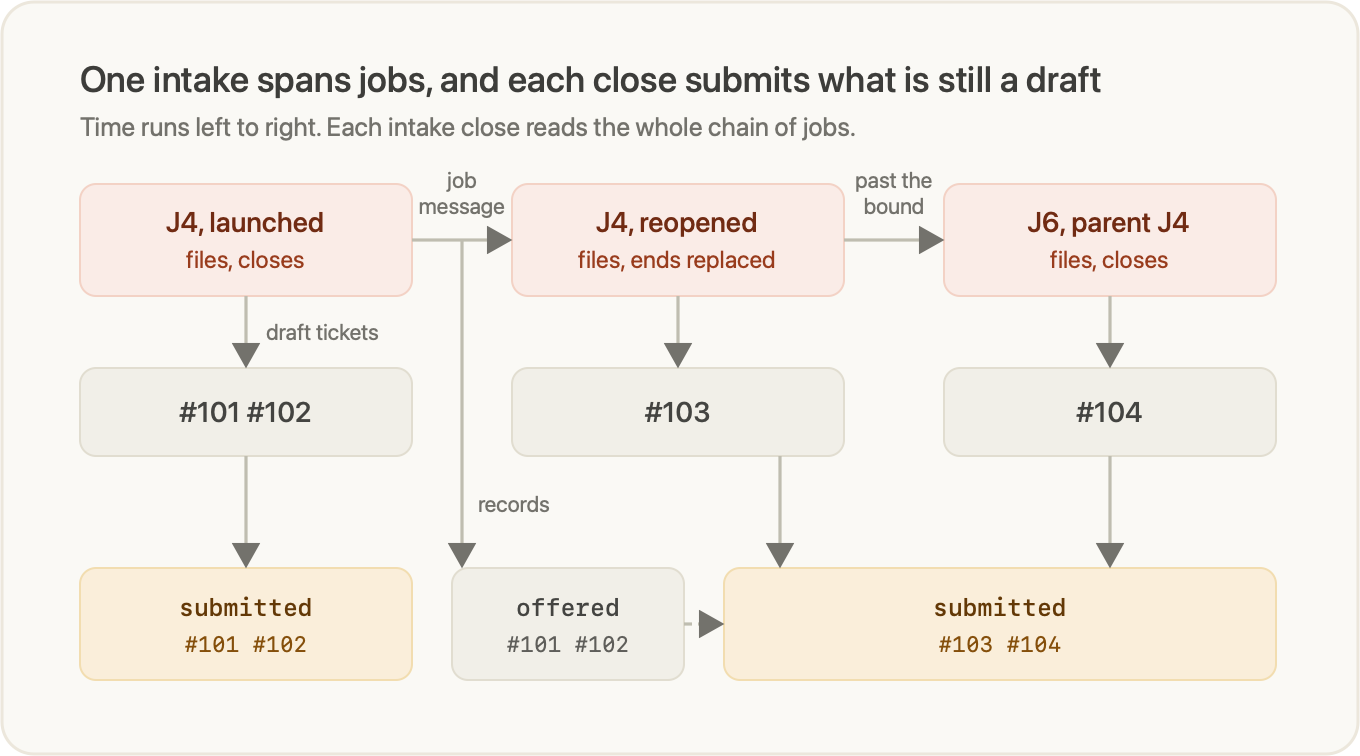 One intake spans jobs, and each close submits what is still a draft
Time runs left to right. Each intake close reads the whole chain of jobs.
J4, launched
files, closes
job
message
J4, reopened
files, ends replaced
past the
bound
J6, parent J4
files, closes
draft tickets
#101 #102
#103
#104
records
submitted
#101 #102
offered
#101 #102
submitted
#103 #104